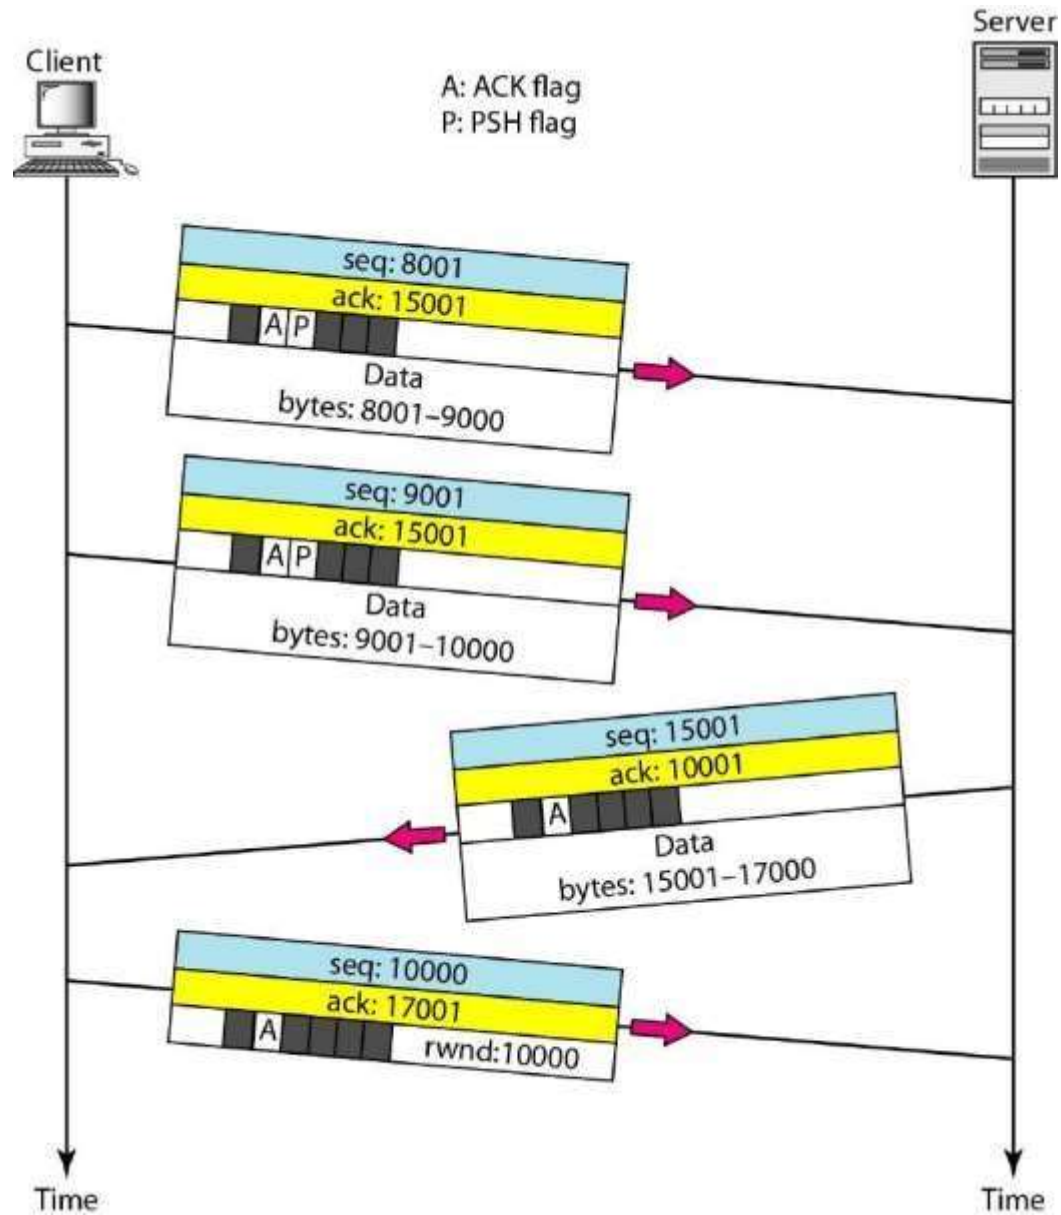 Client
Server
A: ACK flag
P: PSH flag
seq: 8001
ack: 15001
A P
Data
bytes: 8001–9000
seq: 9001
ack: 15001
A P
Data
bytes: 9001–10000
seq: 15001
ack: 10001
A
Data
bytes: 15001–17000
seq: 10000
ack: 17001
A
rwnd:10000
Time
Time